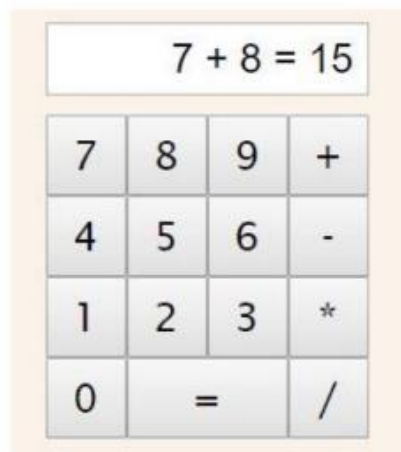 7 + 8 = 15
7 8 9 +
4 5 6 -
1 2 3 *
0 = /